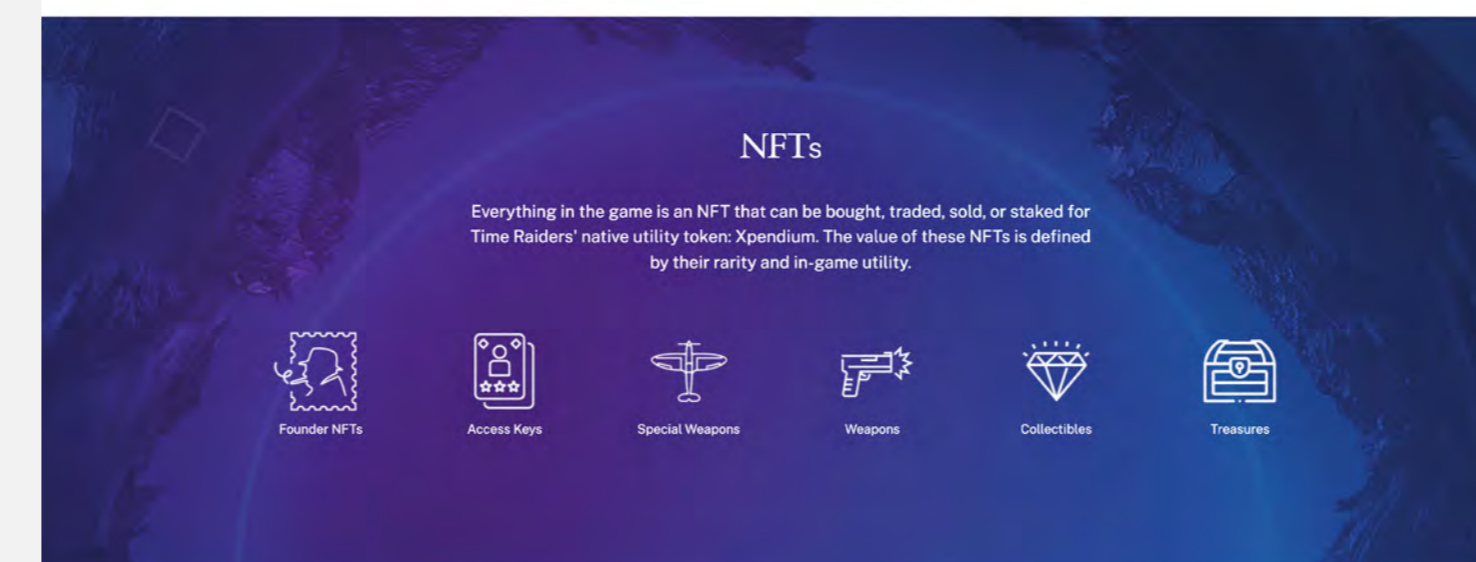 NFTs
Everything in the game is an NFT that can be bought, traded, sold, or staked for
Time Raiders' native utility token: Xpendium. The value of these NFTs is defined
by their rarity and in-game utility.
Founder NFTs
Access Keys
Special Weapons
Weapons
Collectibles
Treasures